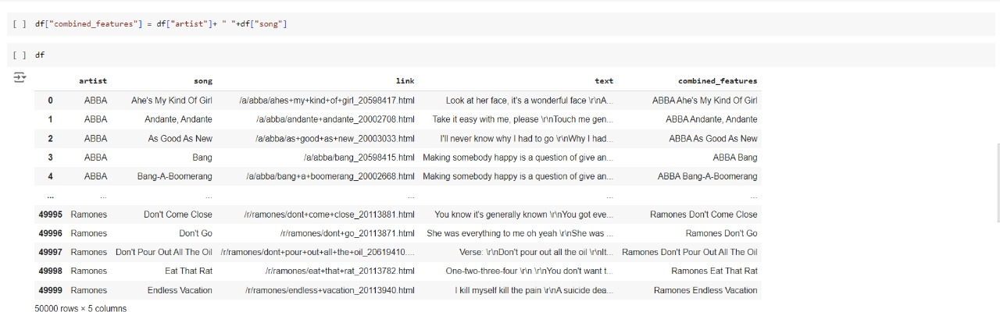 [ ] df["combined_features"] = df["artist"]+ " "+df["song"]
[ ] df
artist song link text combined_features
0 ABBA Ahe's My Kind Of Girl /a/abba/ahes+my+kind+of+girl_20598417.html Look at her face, it's a wonderful face \r\nA... ABBA Ahe's My Kind Of Girl
1 ABBA Andante, Andante /a/abba/andante+andante_20002708.html Take it easy with me, please \r\nTouch me gen... ABBA Andante, Andante
2 ABBA As Good As New /a/abba/as+good+as+new_20003033.html I'll never know why I had to go \r\nWhy I had... ABBA As Good As New
3 ABBA Bang /a/abba/bang_20598415.html Making somebody happy is a question of give an... ABBA Bang
4 ABBA Bang-A-Boomerang /a/abba/bang+a+boomerang_20002668.html Making somebody happy is a question of give an... ABBA Bang-A-Boomerang
... ... ... ... ... ...
49995 Ramones Don't Come Close /r/ramones/dont+come+close_20113881.html You know it's generally known \r\nYou got eve... Ramones Don't Come Close
49996 Ramones Don't Go /r/ramones/dont+go_20113871.html She was everything to me oh yeah \r\nShe was ... Ramones Don't Go
49997 Ramones Don't Pour Out All The Oil /r/ramones/dont+pour+out+all+the+oil_20619410.... Verse: \r\nDon't pour out all the oil \r\nIt... Ramones Don't Pour Out All The Oil
49998 Ramones Eat That Rat /r/ramones/eat+that+rat_20113782.html One-two-three-four \r\n \r\nYou don't want t... Ramones Eat That Rat
49999 Ramones Endless Vacation /r/ramones/endless+vacation_20113940.html I kill myself kill the pain \r\nA suicide dea... Ramones Endless Vacation
50000 rows × 5 columns